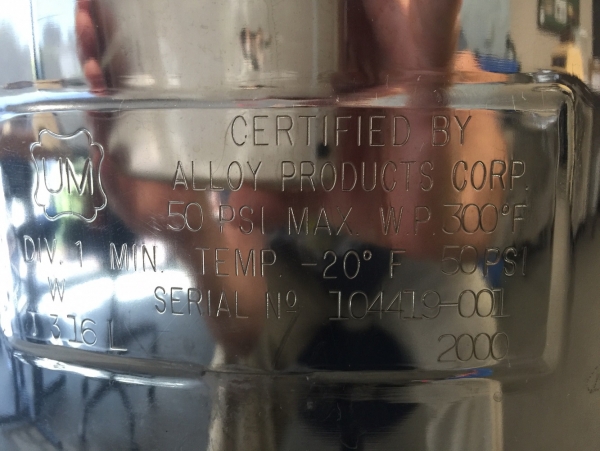 CERTIFIED BY
UM ALLOY PRODUCTS CORP.
50 PSI MAX. W.P. 300°F
DIV. 1 MIN. TEMP. -20° F 50 PSI
W SERIAL Nº 104419-001
T 316 L 2000